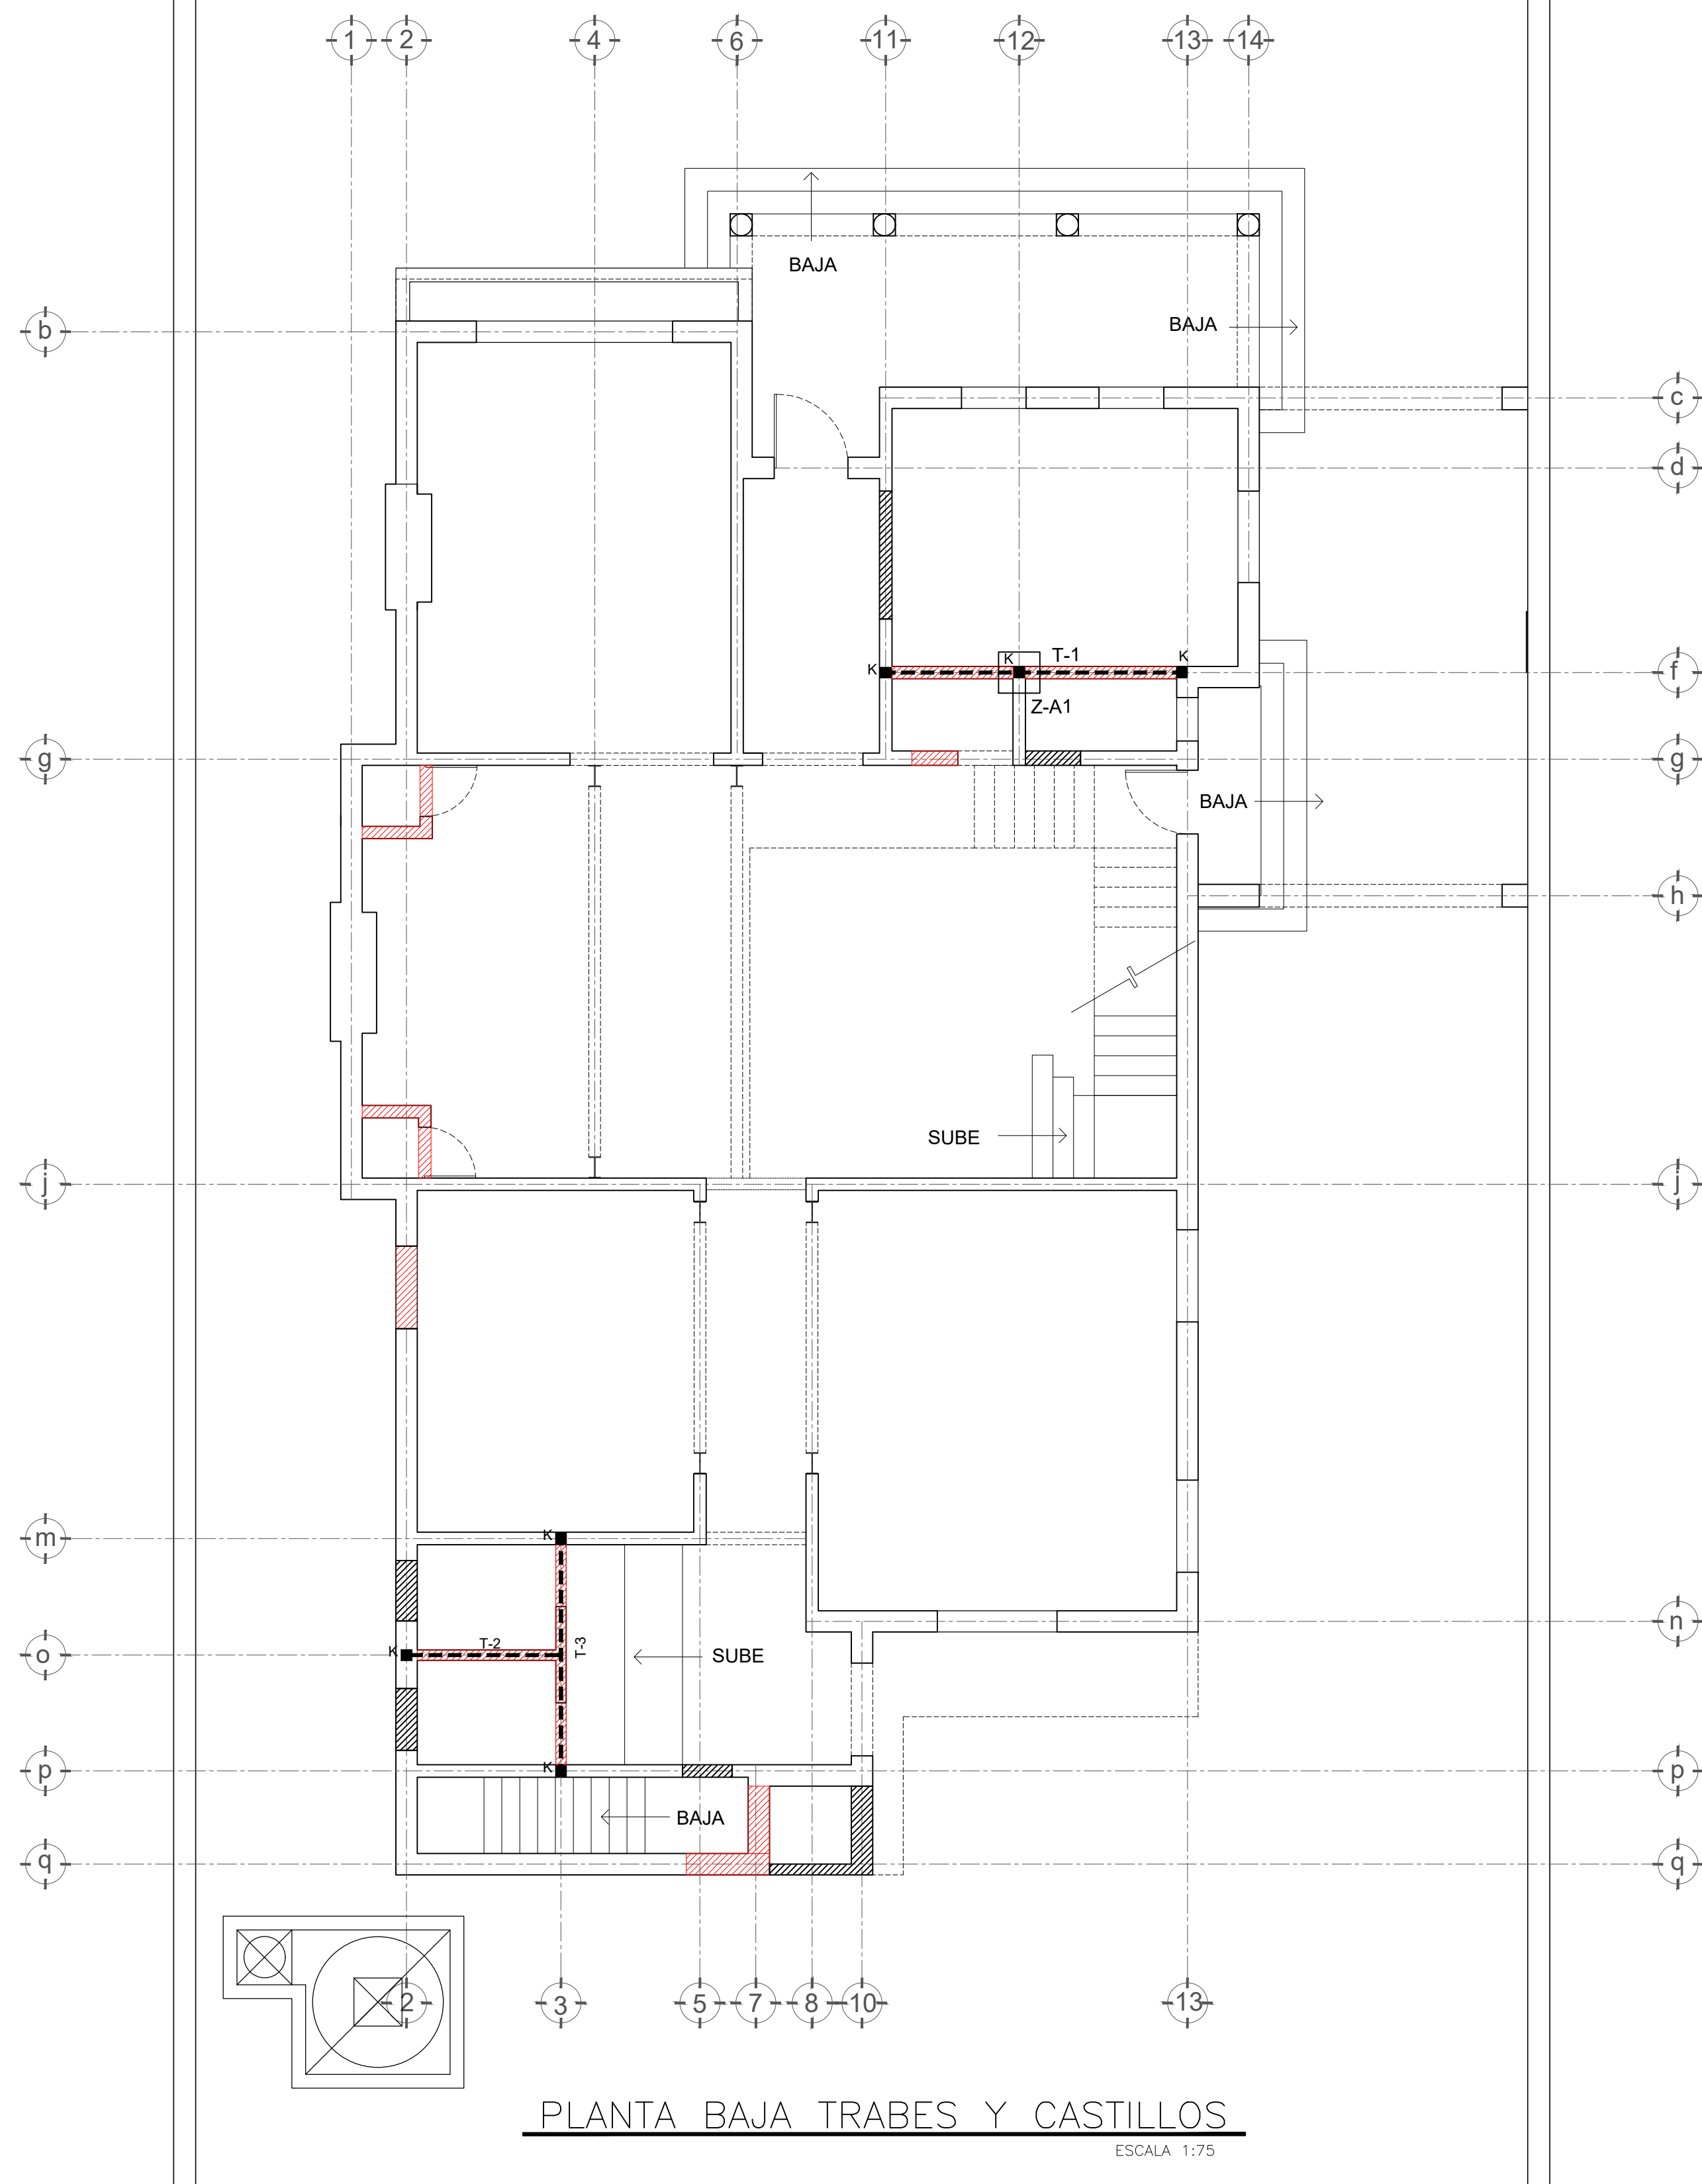 1 2 4 6 11 12 13 14
BAJA
BAJA
b
c
d
K K T-1 K
f
Z-A1
g g
BAJA
h
SUBE
j j
K
m
n
K T-2 T-3 SUBE
o
K
p p
BAJA
q q
2 3 5 7 8 10 13
PLANTA BAJA TRABES Y CASTILLOS
ESCALA 1:75